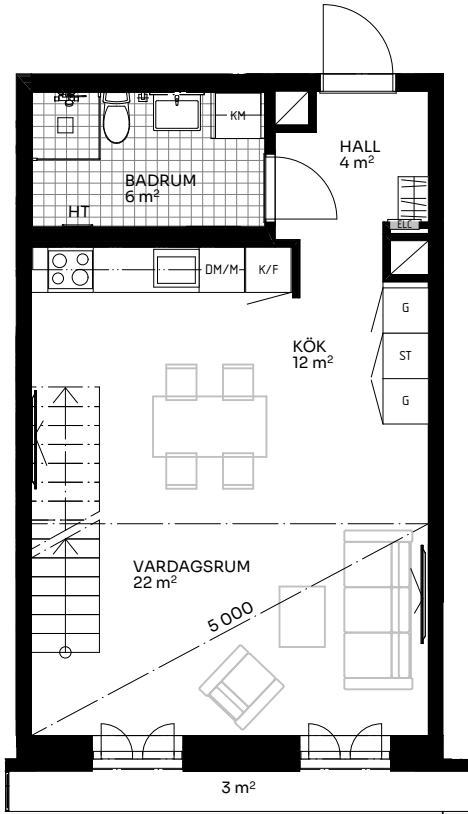 KM
HALL
4 m²
BADRUM
6 m²
HT
ELC
DM/M
K/F
G
KÖK
12 m²
ST
G
VARDAGSRUM
22 m²
5 000
3 m²